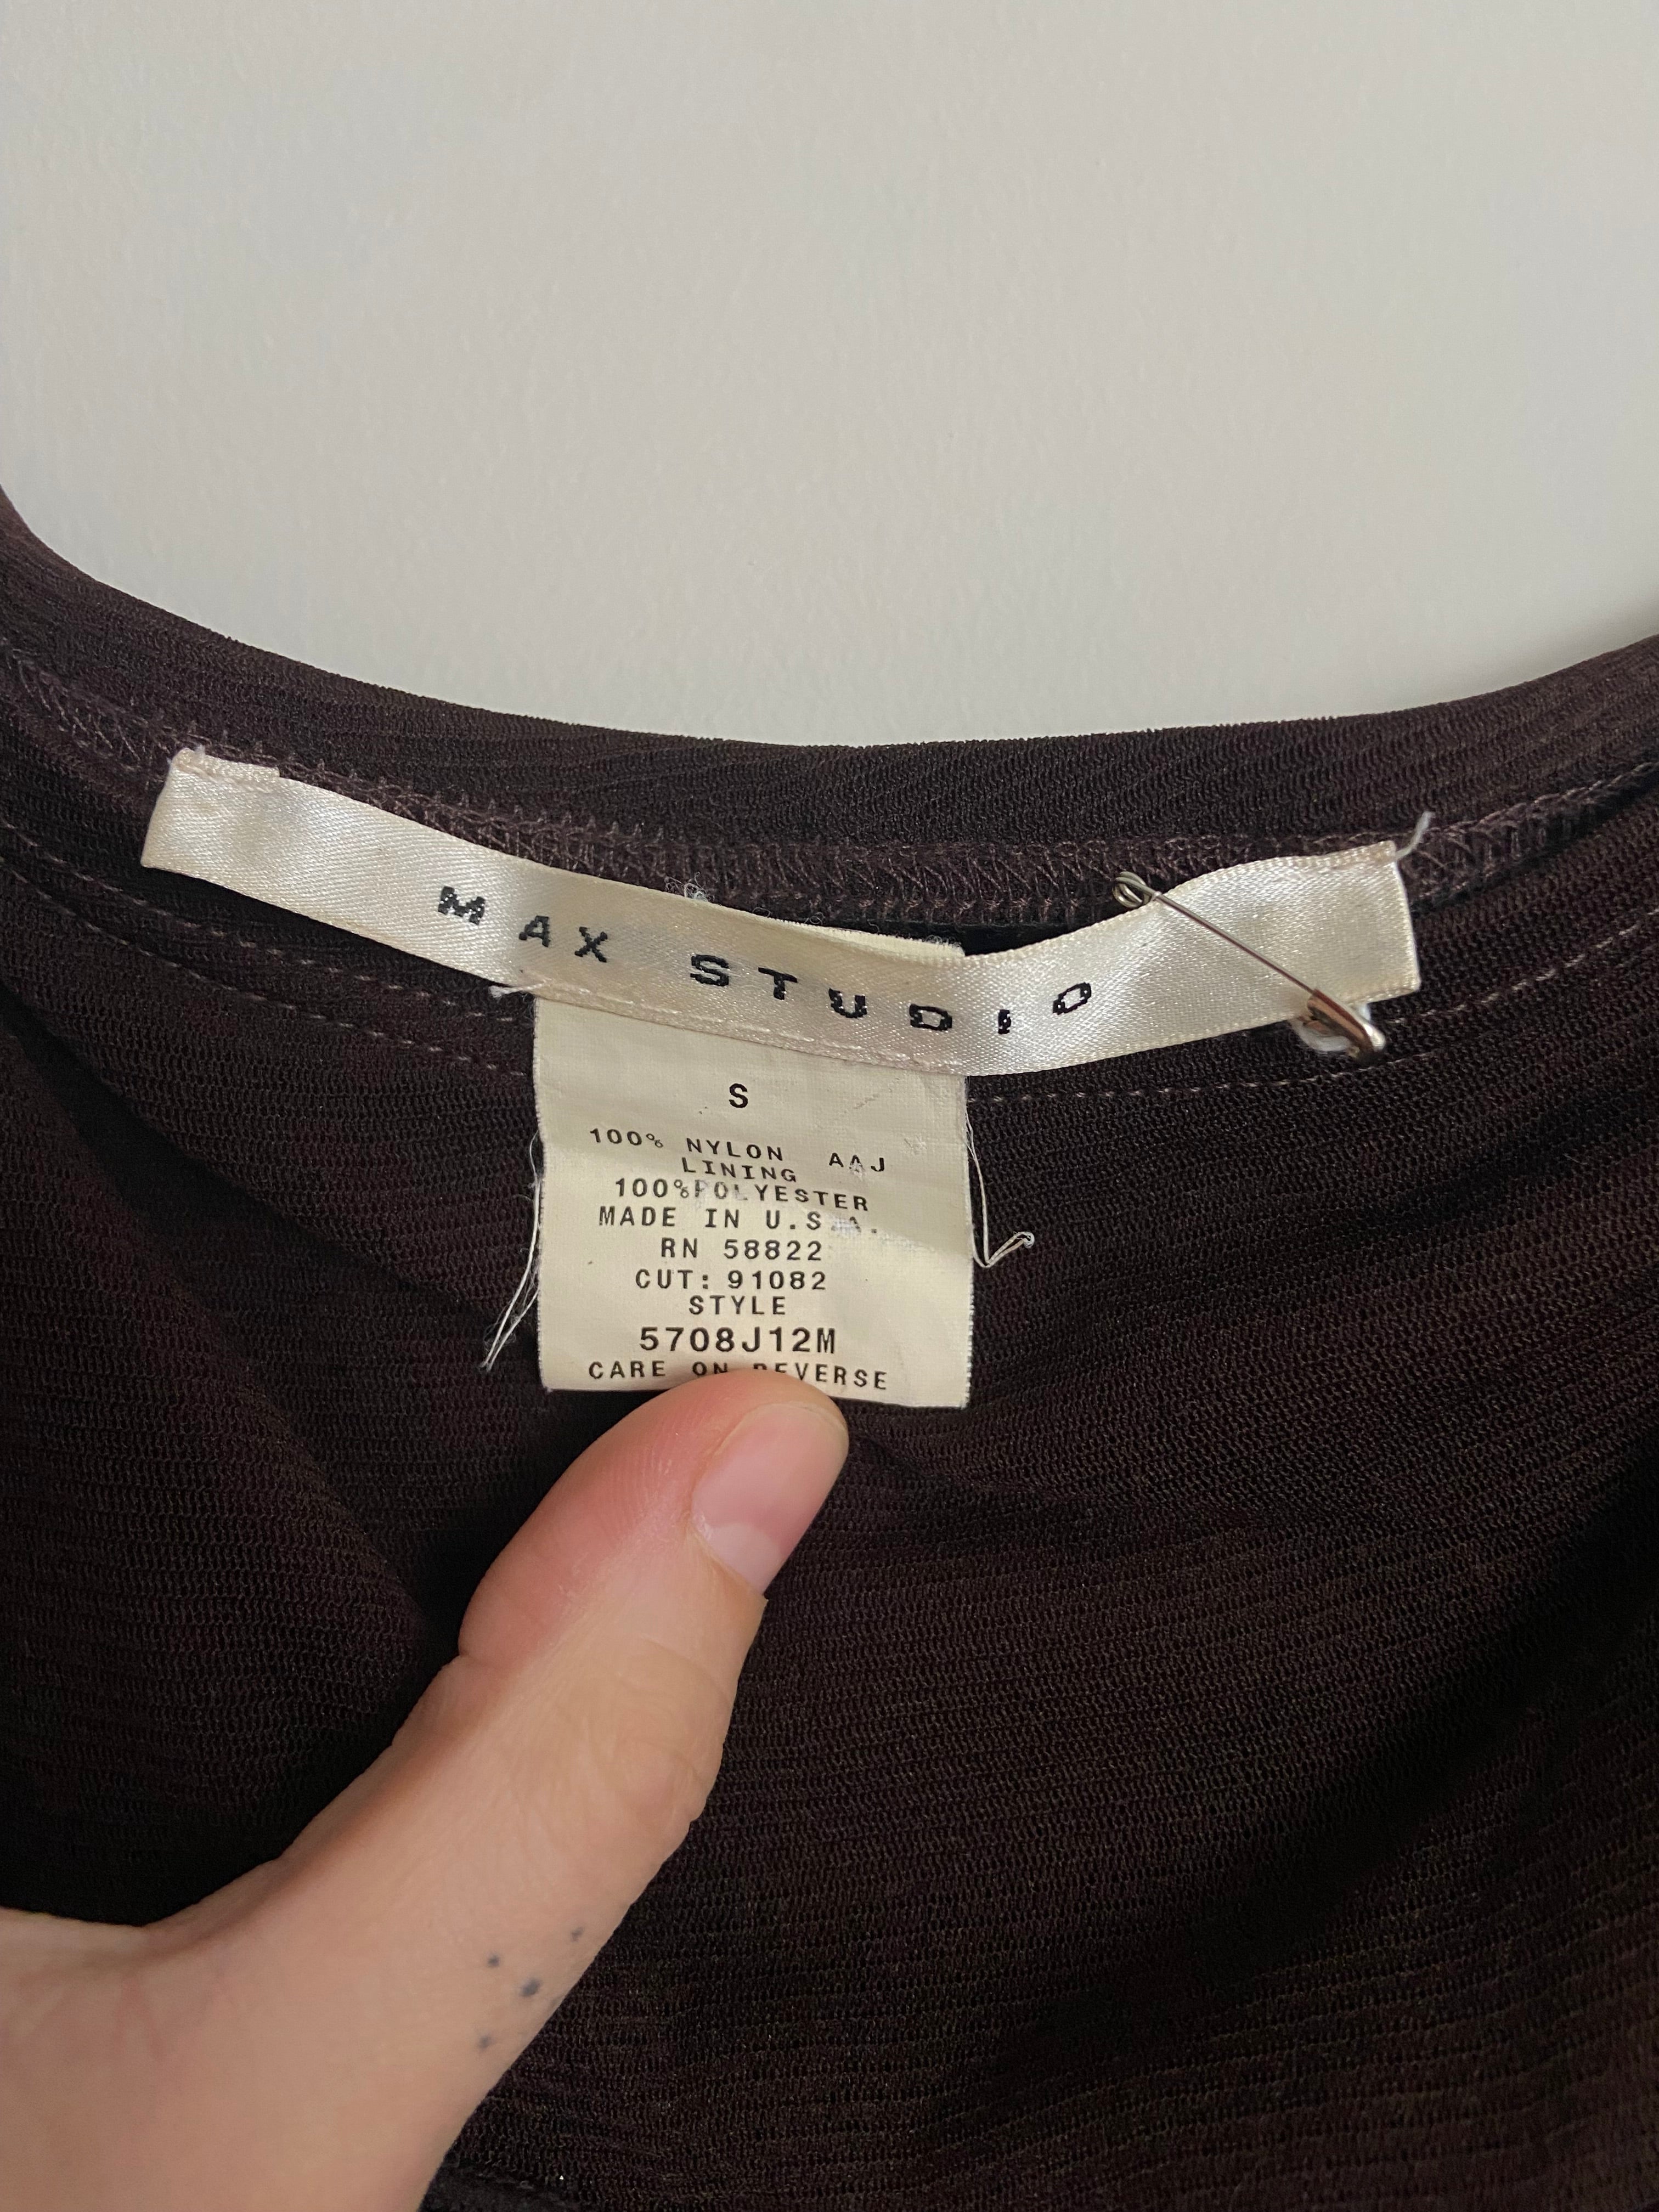 MAX STUDIO
S
100% NYLON AAJ
LINING
100%POLYESTER
MADE IN U.S.A.
RN 58822
CUT: 91082
STYLE
5708J12M
CARE ON REVERSE